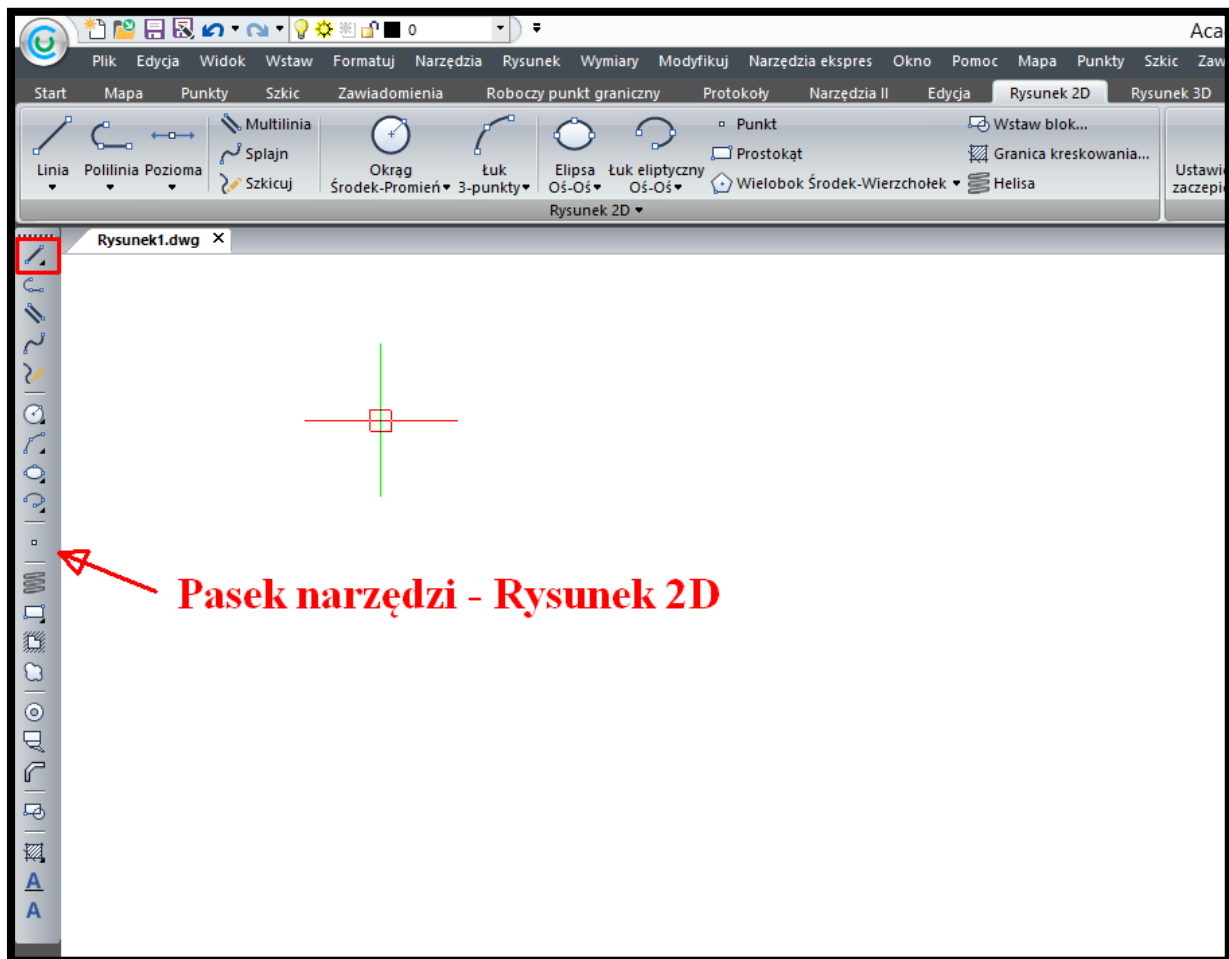 0
Aca
Plik Edycja Widok Wstaw Formatuj Narzędzia Rysunek Wymiary Modyfikuj Narzędzia ekspres Okno Pomoc Mapa Punkty Szkic Zaw
Start Mapa Punkty Szkic Zawiadomienia Roboczy punkt graniczny Protokoły Narzędzia II Edycja Rysunek 2D Rysunek 3D
Linia
Polilinia
Pozioma
Multilinia
Splajn
Szkicuj
Okrąg
Środek-Promień
Łuk
3-punkty
Elipsa
Oś-Oś
Łuk eliptyczny
Oś-Oś
Punkt
Prostokąt
Wielobok Środek-Wierzchołek
Wstaw blok...
Granica kreskowania...
Helisa
Ustawi
zaczepi
Rysunek 2D
Rysunek1.dwg X
Pasek narzędzi - Rysunek 2D
A
A